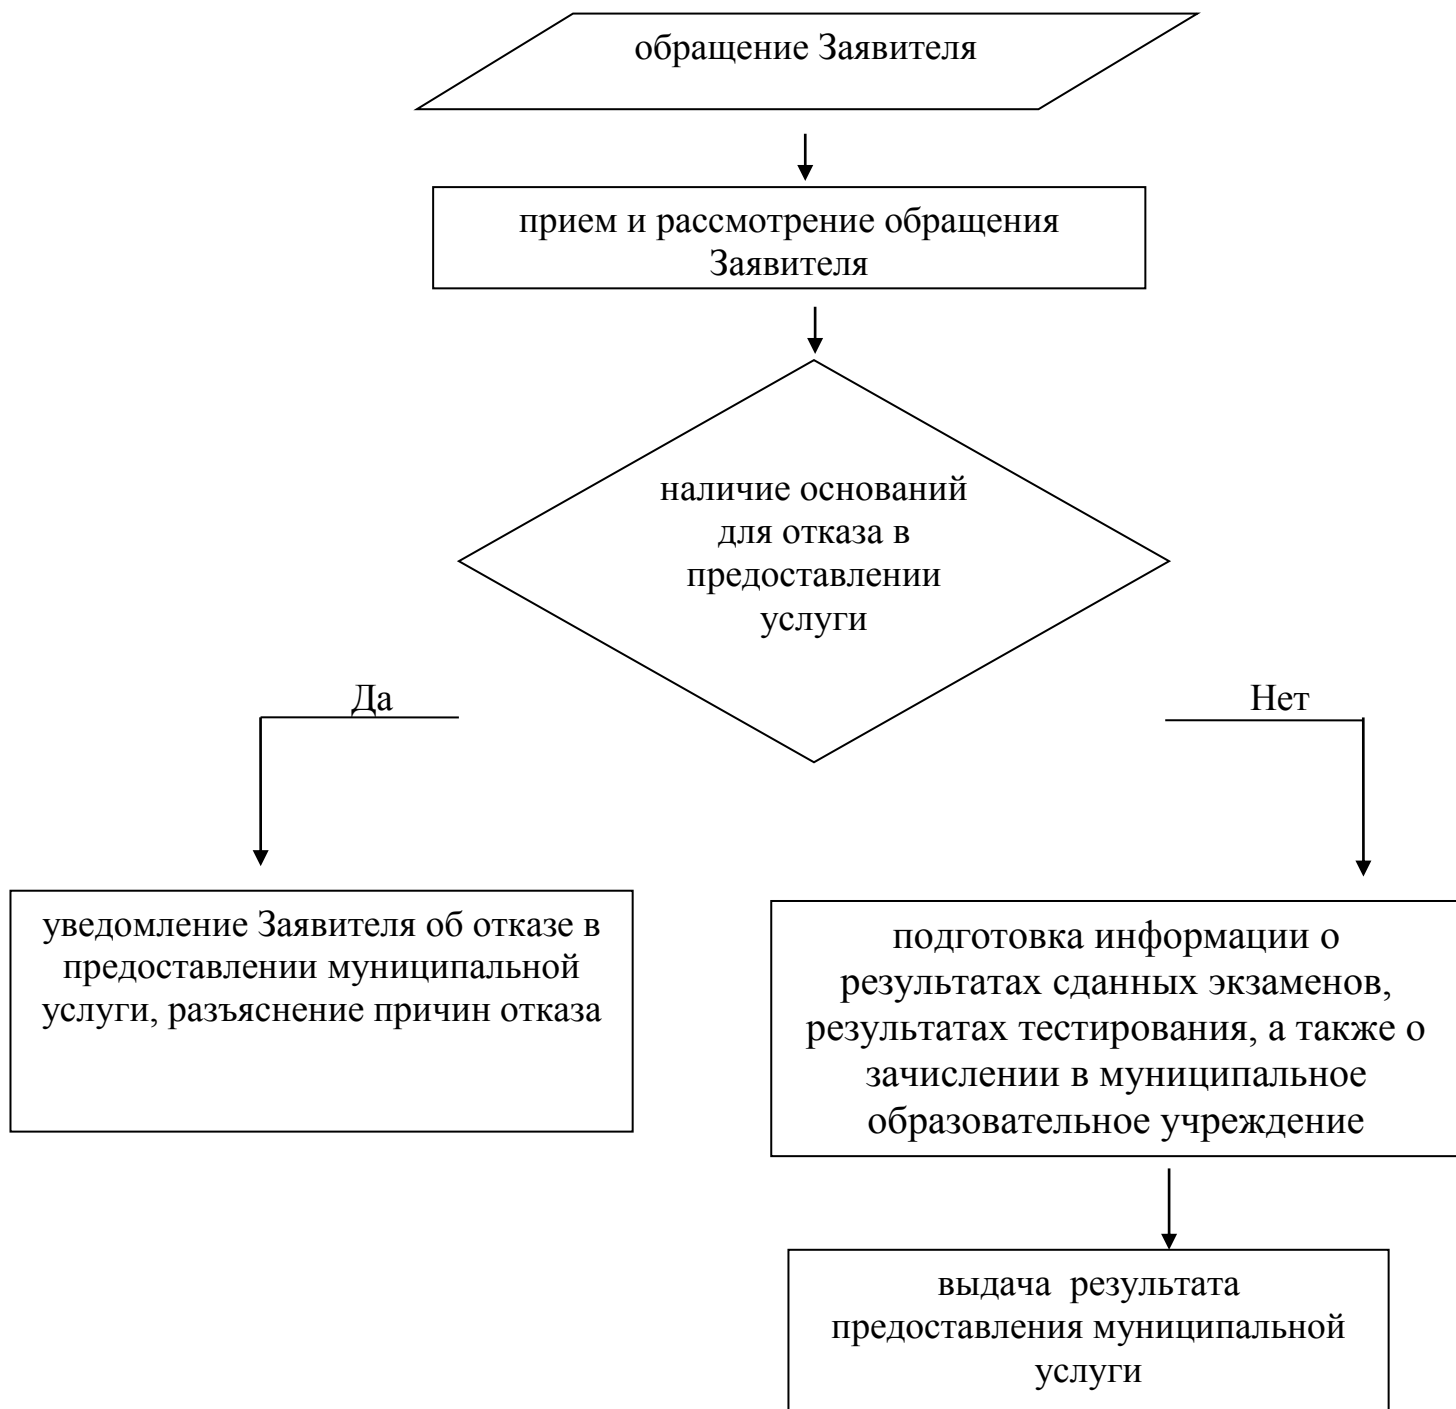 обращение Заявителя
прием и рассмотрение обращения
Заявителя
наличие оснований
для отказа в
предоставлении
услуги
Да
Нет
уведомление Заявителя об отказе в
предоставлении муниципальной
услуги, разъяснение причин отказа
подготовка информации о
результатах сданных экзаменов,
результатах тестирования, а также о
зачислении в муниципальное
образовательное учреждение
выдача  результата
предоставления муниципальной
услуги